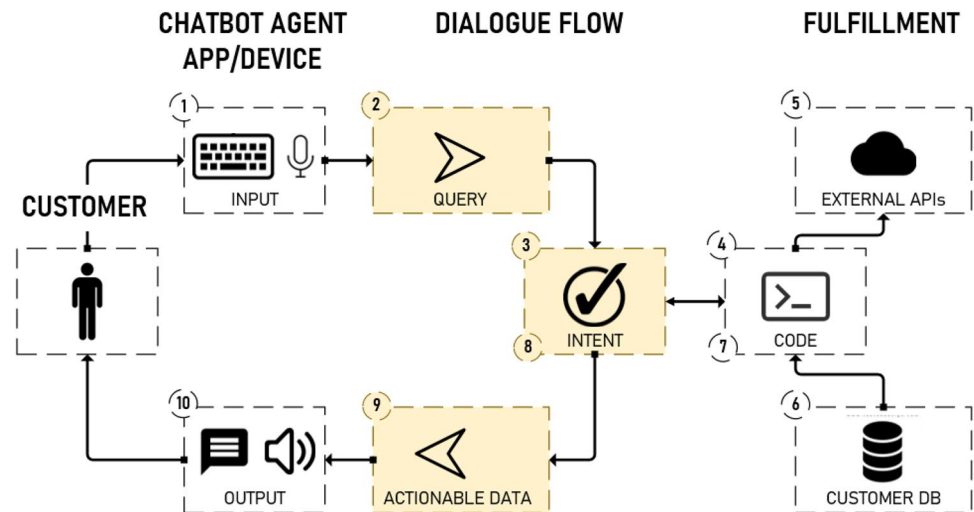 CHATBOT AGENT
APP/DEVICE
DIALOGUE FLOW
FULFILLMENT
1
INPUT
2
QUERY
5
EXTERNAL APIs
CUSTOMER
3
INTENT
8
4
>_
CODE
7
10
OUTPUT
9
ACTIONABLE DATA
6
CUSTOMER DB